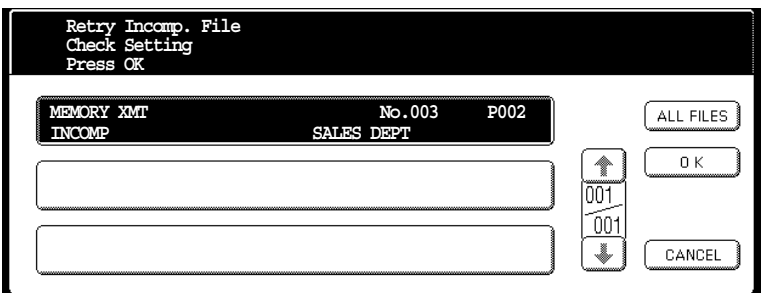 Retry Incomp. File
Check Setting
Press OK
MEMORY XMT No.003 P002
INCOMP SALES DEPT
ALL FILES
OK
001
001
CANCEL